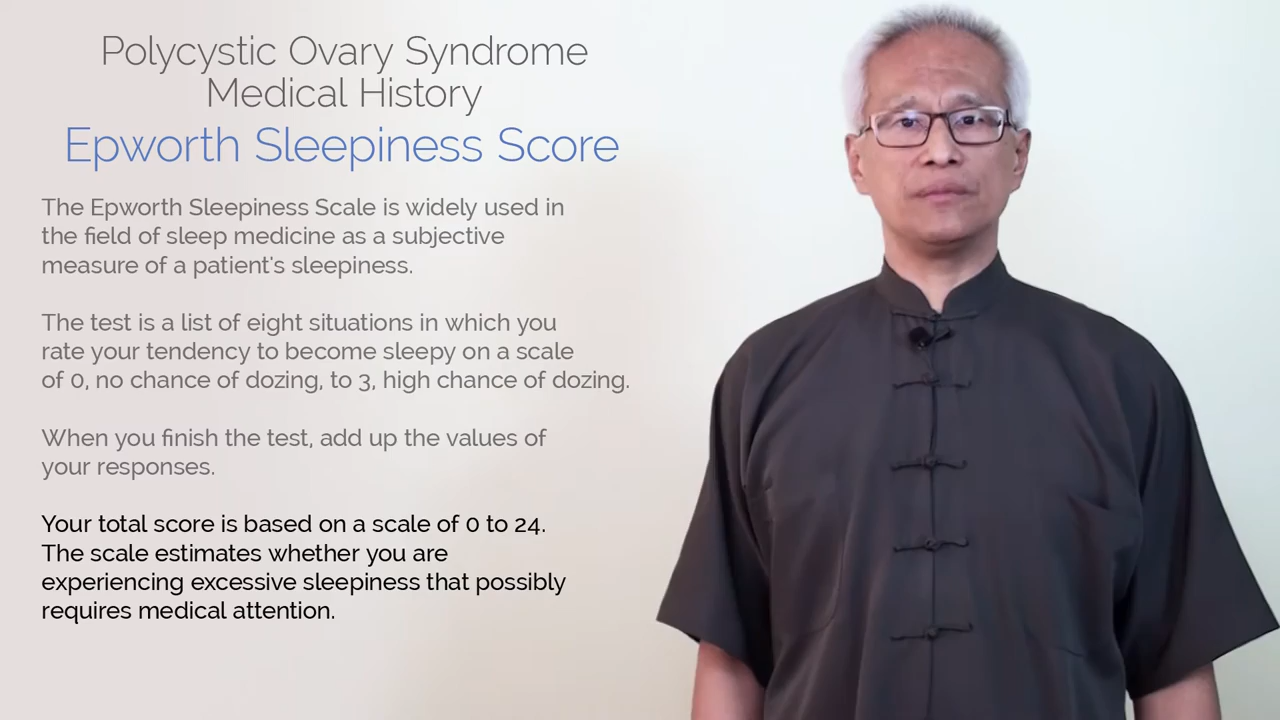 Polycystic Ovary Syndrome
Medical History
Epworth Sleepiness Score
The Epworth Sleepiness Scale is widely used in
the field of sleep medicine as a subjective
measure of a patient's sleepiness.
The test is a list of eight situations in which you
rate your tendency to become sleepy on a scale
of 0, no chance of dozing, to 3, high chance of dozing.
When you finish the test, add up the values of
your responses.
Your total score is based on a scale of 0 to 24.
The scale estimates whether you are
experiencing excessive sleepiness that possibly
requires medical attention.